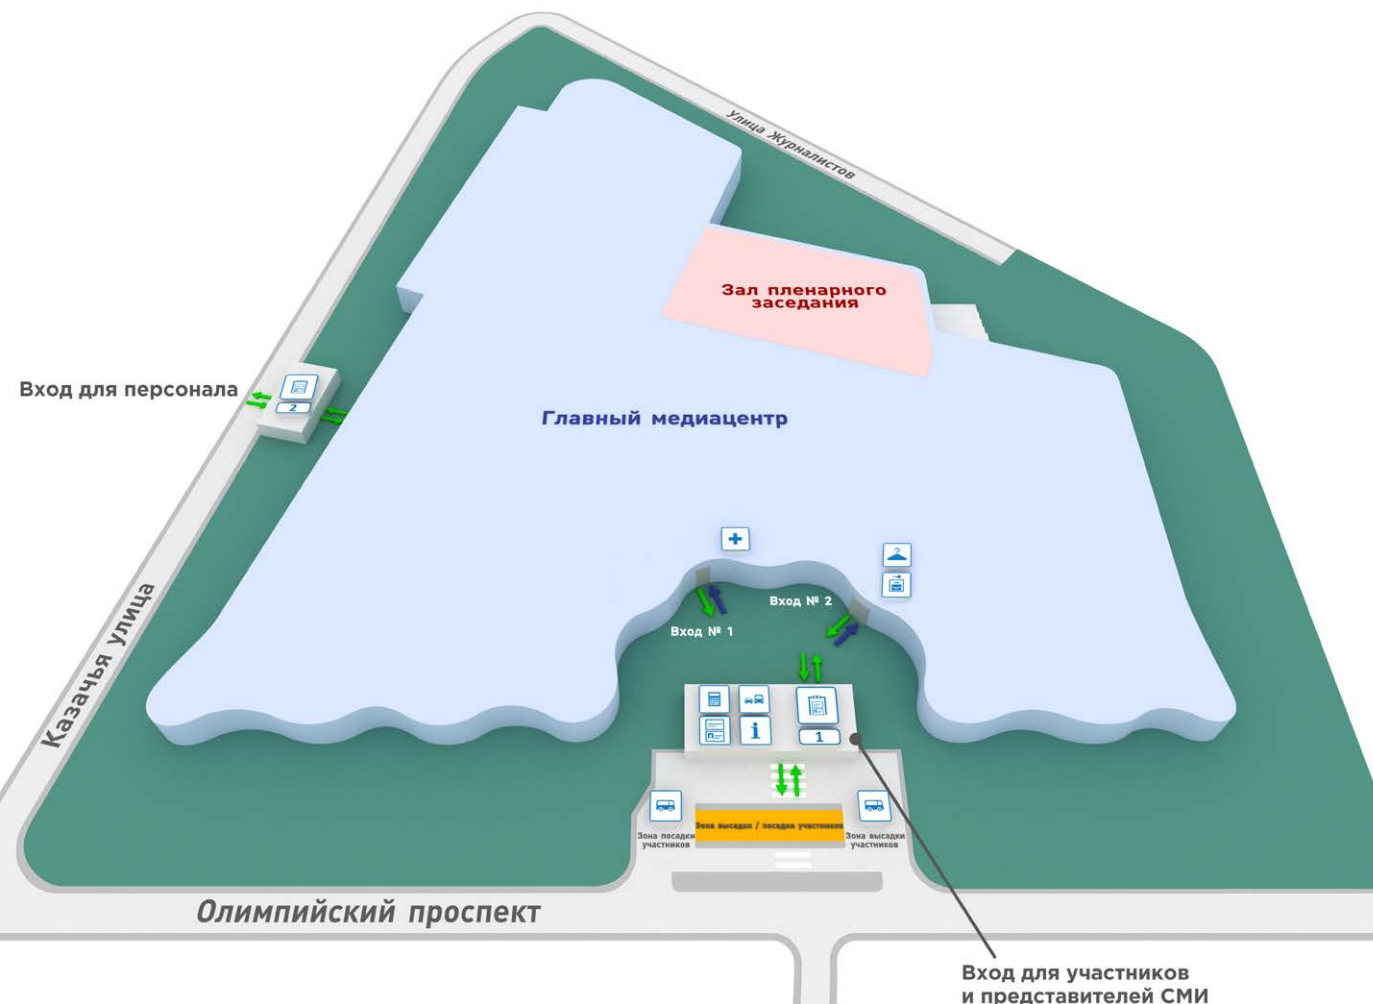 Улица Журналистов
Зал пленарного
заседания
Вход для персонала
2
Главный медиацентр
?
Вход № 2
Вход № 1
Казачья улица
i
1
Зона высадки / посадки участников
Зона посадки
участников
Зона высадки
участников
Олимпийский проспект
Вход для участников
и представителей СМИ